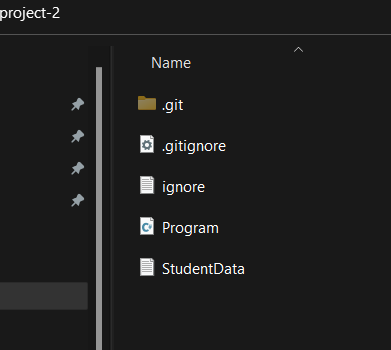 project-2
Name
.git
.gitignore
ignore
Program
StudentData